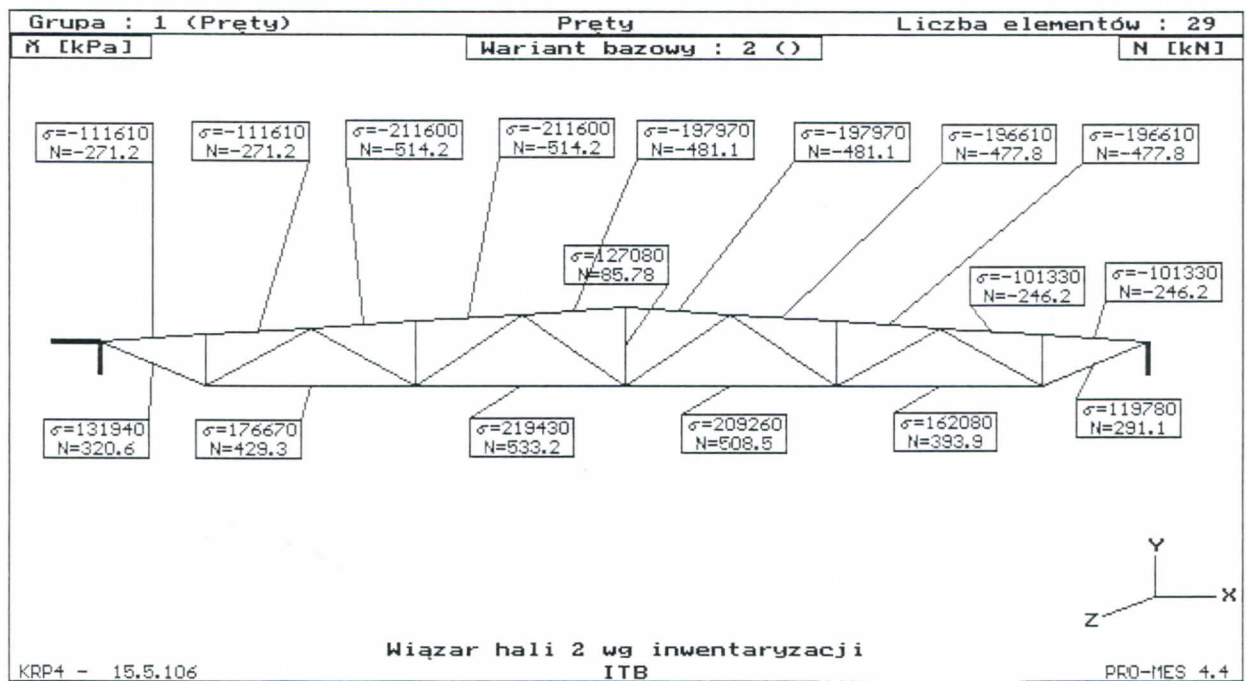 Grupa : 1 (Pręty) Pręty Liczba elementów : 29
Ϭ [kPa] Wariant bazowy : 2 () N [kN]
σ=-111610 σ=-111610 σ=-211600 σ=-211600 σ=-197970 σ=-197970 σ=-196610 σ=-196610
N=-271.2 N=-271.2 N=-514.2 N=-514.2 N=-481.1 N=-481.1 N=-477.8 N=-477.8
σ=127080
N=85.78
σ=-101330 σ=-101330
N=-246.2 N=-246.2
σ=131940 σ=176670 σ=219430 σ=209260 σ=162080 σ=119780
N=320.6 N=429.3 N=533.2 N=508.5 N=393.9 N=291.1
Y
X
Z
Wiązar hali 2 wg inwentaryzacji
KRP4 - 15.5.106 ITB PRO-MES 4.4